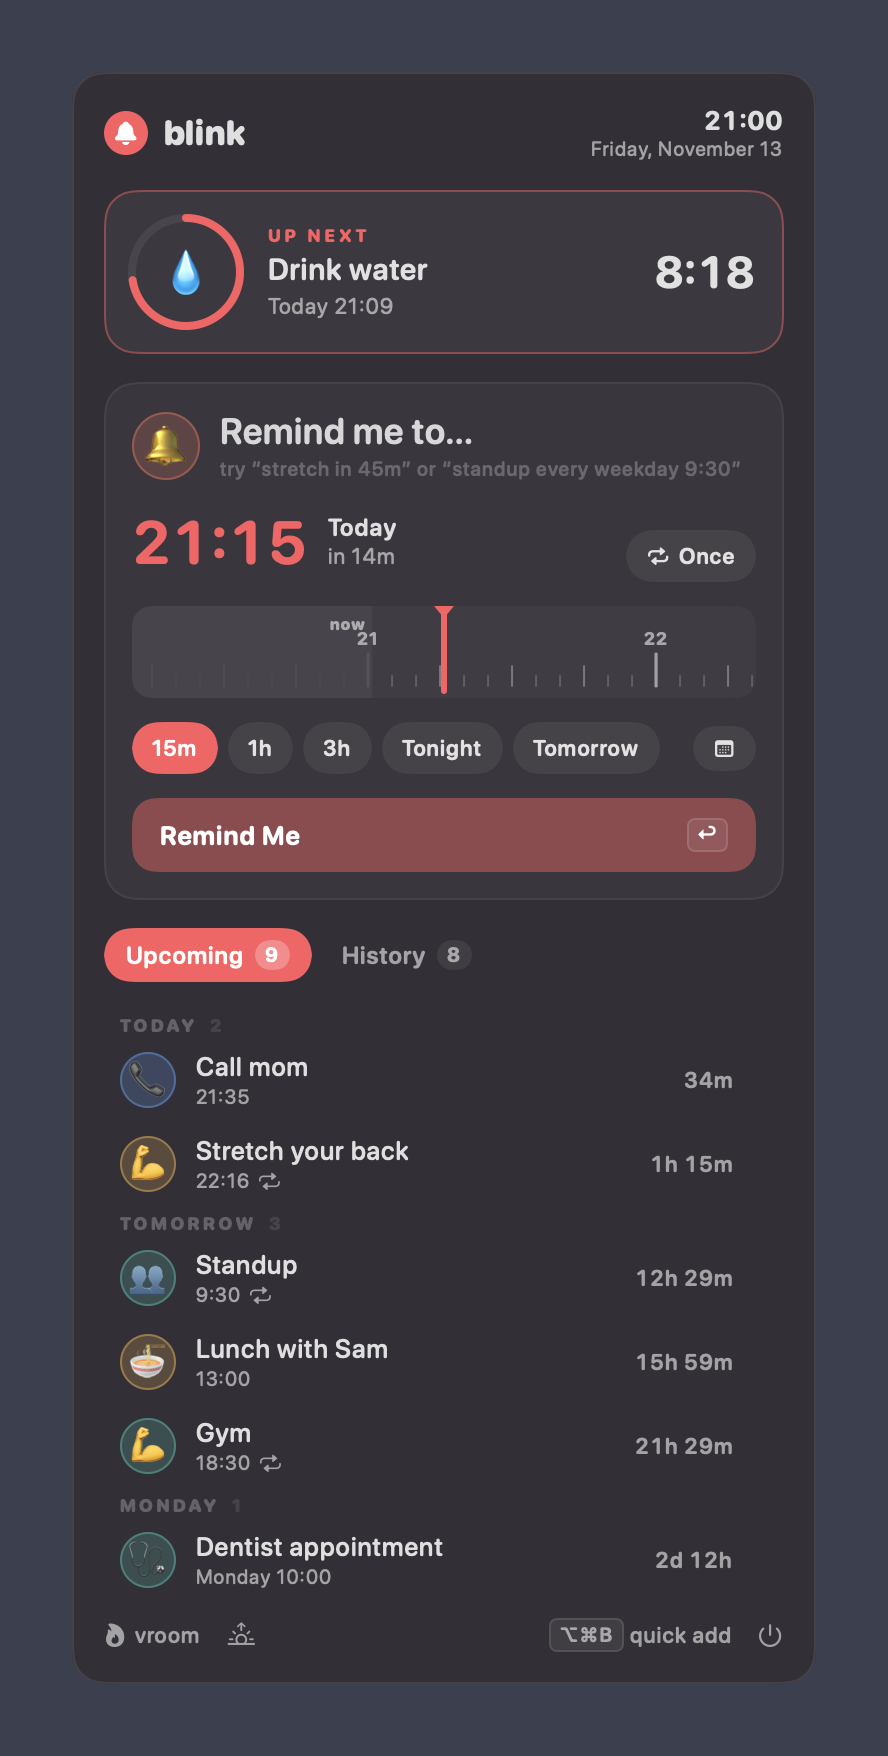 blink
21:00
Friday, November 13
UP NEXT
Drink water
Today 21:09
8:18
Remind me to...
try "stretch in 45m" or "standup every weekday 9:30"
21:15
Today
in 14m
Once
now
21
22
15m
1h
3h
Tonight
Tomorrow
Remind Me
Upcoming 9
History 8
TODAY 2
Call mom
21:35
34m
Stretch your back
22:16
1h 15m
TOMORROW 3
Standup
9:30
12h 29m
Lunch with Sam
13:00
15h 59m
Gym
18:30
21h 29m
MONDAY 1
Dentist appointment
Monday 10:00
2d 12h
vroom
⌥⌘B quick add